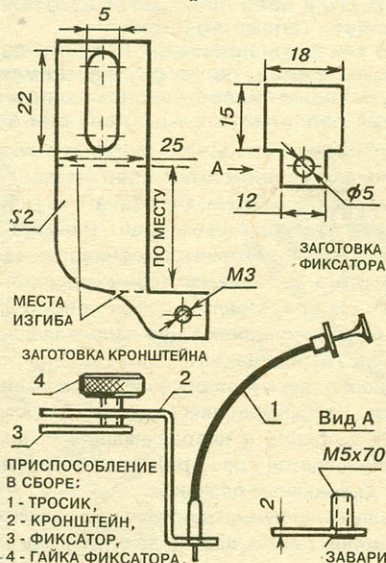 5
22
25
S2
ПО МЕСТУ
М3
МЕСТА
ИЗГИБА
ЗАГОТОВКА КРОНШТЕЙНА
18
15
А
12
ф5
ЗАГОТОВКА
ФИКСАТОРА
4
2
3
1
ПРИСПОСОБЛЕНИЕ
В СБОРЕ:
1 - ТРОСИК,
2 - КРОНШТЕЙН,
3 - ФИКСАТОР,
4 - ГАЙКА ФИКСАТОРА.
Вид А
М5х70
2
ЗАВАРИ